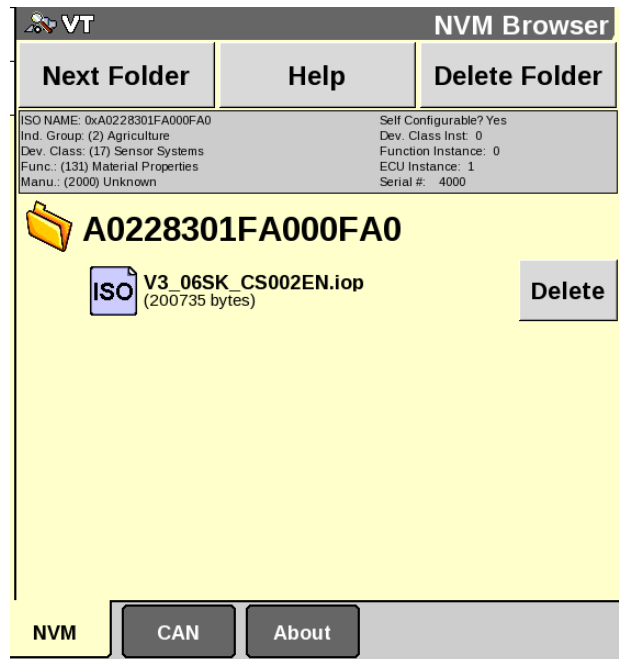 VT NVM Browser
Next Folder Help Delete Folder
ISO NAME: 0xA0228301FA000FA0 Self Configurable? Yes
Ind. Group: (2) Agriculture Dev. Class Inst: 0
Dev. Class: (17) Sensor Systems Function Instance: 0
Func.: (131) Material Properties ECU Instance: 1
Manu.: (2000) Unknown Serial #: 4000
A0228301FA000FA0
ISO V3_06SK_CS002EN.iop
(200735 bytes)
Delete
NVM CAN About